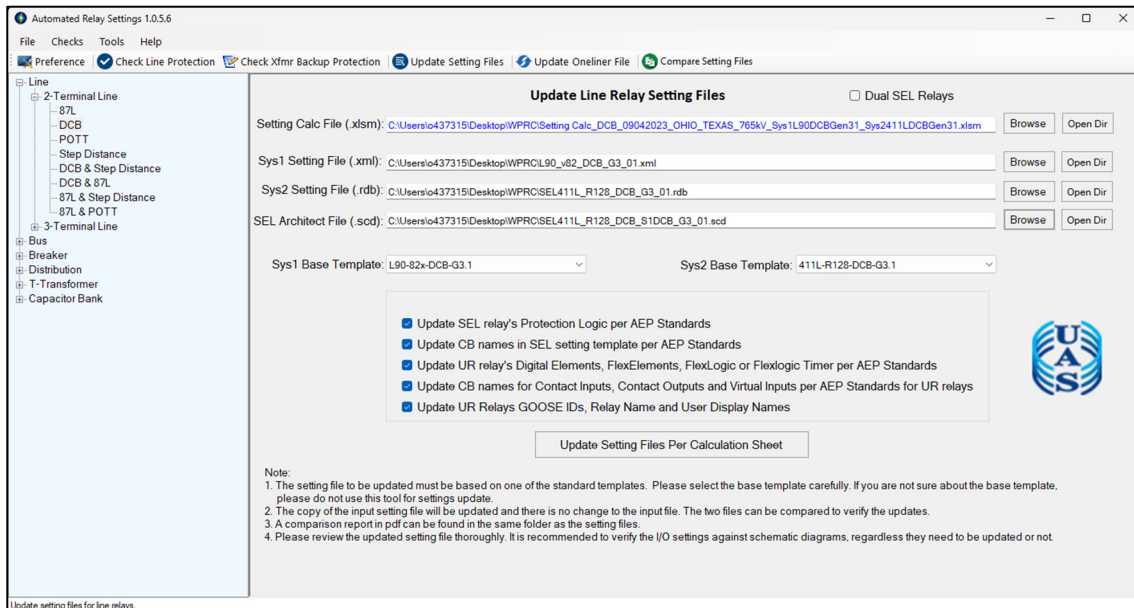 Automated Relay Settings 1.0.5.6
File Checks Tools Help
Preference Check Line Protection Check Xfmr Backup Protection Update Setting Files Update Oneliner File Compare Setting Files
Line
2-Terminal Line
87L
DCB
POTT
Step Distance
DCB & Step Distance
DCB & 87L
87L & Step Distance
87L & POTT
3-Terminal Line
Bus
Breaker
Distribution
T-Transformer
Capacitor Bank
Update Line Relay Setting Files Dual SEL Relays
Setting Calc File (.xlsm): C:\Users\o437315\Desktop\WPRC\Setting Calc_DCB_09042023_OHIO_TEXAS_765kV_Sys1L90DCBGen31_Sys2411LDCBGen31.xlsm Browse Open Dir
Sys1 Setting File (.xml): C:\Users\o437315\Desktop\WPRC\L90_v82_DCB_G3_01.xml Browse Open Dir
Sys2 Setting File (.rdb): C:\Users\o437315\Desktop\WPRC\SEL411L_R128_DCB_G3_01.rdb Browse Open Dir
SEL Architect File (.scd): C:\Users\o437315\Desktop\WPRC\SEL411L_R128_DCB_S1DCB_G3_01.scd Browse Open Dir
Sys1 Base Template: L90-82x-DCB-G3.1 Sys2 Base Template: 411L-R128-DCB-G3.1
Update SEL relay's Protection Logic per AEP Standards
Update CB names in SEL setting template per AEP Standards
Update UR relay's Digital Elements, FlexElements, FlexLogic or Flexlogic Timer per AEP Standards
Update CB names for Contact Inputs, Contact Outputs and Virtual Inputs per AEP Standards for UR relays
Update UR Relays GOOSE IDs, Relay Name and User Display Names
UAS
Update Setting Files Per Calculation Sheet
Note:
1. The setting file to be updated must be based on one of the standard templates. Please select the base template carefully. If you are not sure about the base template,
please do not use this tool for settings update.
2. The copy of the input setting file will be updated and there is no change to the input file. The two files can be compared to verify the updates.
3. A comparison report in pdf can be found in the same folder as the setting files.
4. Please review the updated setting file thoroughly. It is recommended to verify the I/O settings against schematic diagrams, regardless they need to be updated or not.
Update setting files for line relays.